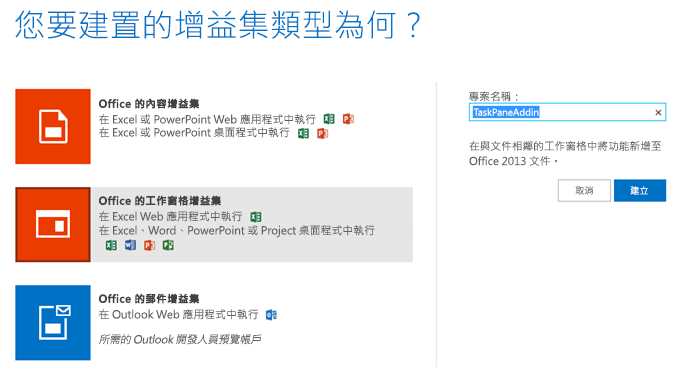 您要建置的增益集類型為何？
Office 的內容增益集
在 Excel 或 PowerPoint Web 應用程式中執行
在 Excel 或 PowerPoint 桌面程式中執行
Office 的工作窗格增益集
在 Excel Web 應用程式中執行
在 Excel、Word、PowerPoint 或 Project 桌面程式中執行
Office 的郵件增益集
在 Outlook Web 應用程式中執行
所需的 Outlook 開發人員預覽帳戶
專案名稱：
TaskPaneAddin
在與文件相鄰的工作窗格中將功能新增至
Office 2013 文件。
取消
建立